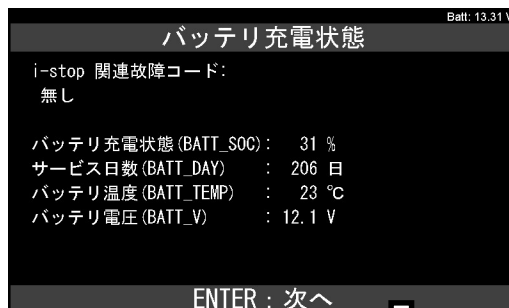 Batt: 13.31 V
バッテリ充電状態
i-stop 関連故障コード:
無し
バッテリ充電状態(BATT_SOC): 31 %
サービス日数(BATT_DAY) : 206 日
バッテリ温度(BATT_TEMP) : 23 ℃
バッテリ電圧(BATT_V) : 12.1 V
ENTER : 次へ